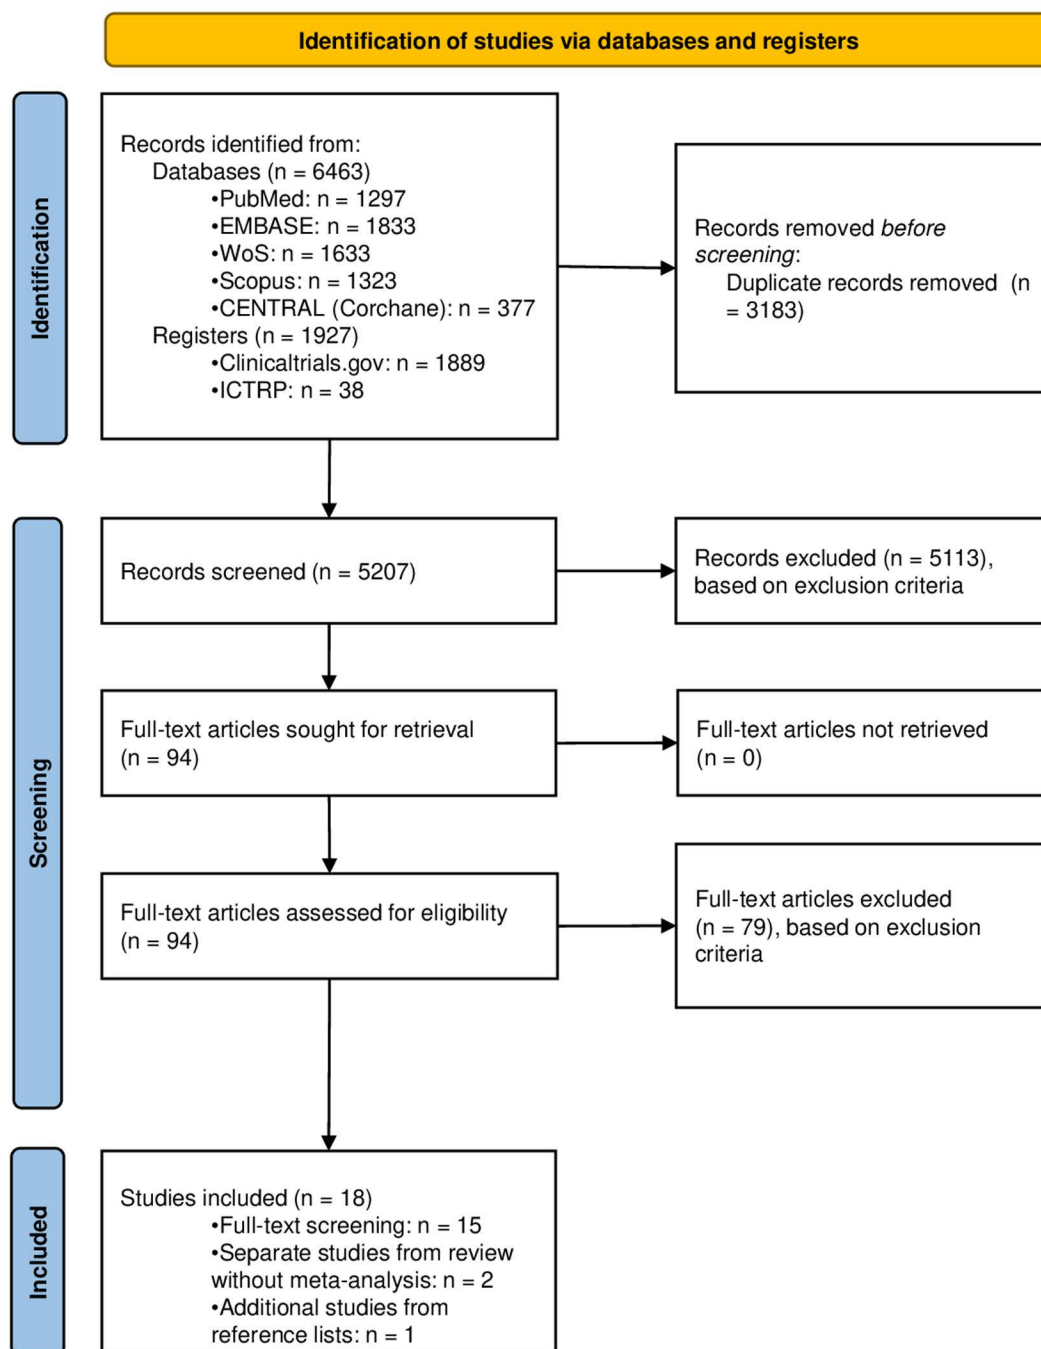 Identification of studies via databases and registers
Identification
Records identified from:
Databases (n = 6463)
•PubMed: n = 1297
•EMBASE: n = 1833
•WoS: n = 1633
•Scopus: n = 1323
•CENTRAL (Corchane): n = 377
Registers (n = 1927)
•Clinicaltrials.gov: n = 1889
•ICTRP: n = 38
Records removed before
screening:
Duplicate records removed (n
= 3183)
Screening
Records screened (n = 5207)
Records excluded (n = 5113),
based on exclusion criteria
Full-text articles sought for retrieval
(n = 94)
Full-text articles not retrieved
(n = 0)
Full-text articles assessed for eligibility
(n = 94)
Full-text articles excluded
(n = 79), based on exclusion
criteria
Included
Studies included (n = 18)
•Full-text screening: n = 15
•Separate studies from review
without meta-analysis: n = 2
•Additional studies from
reference lists: n = 1